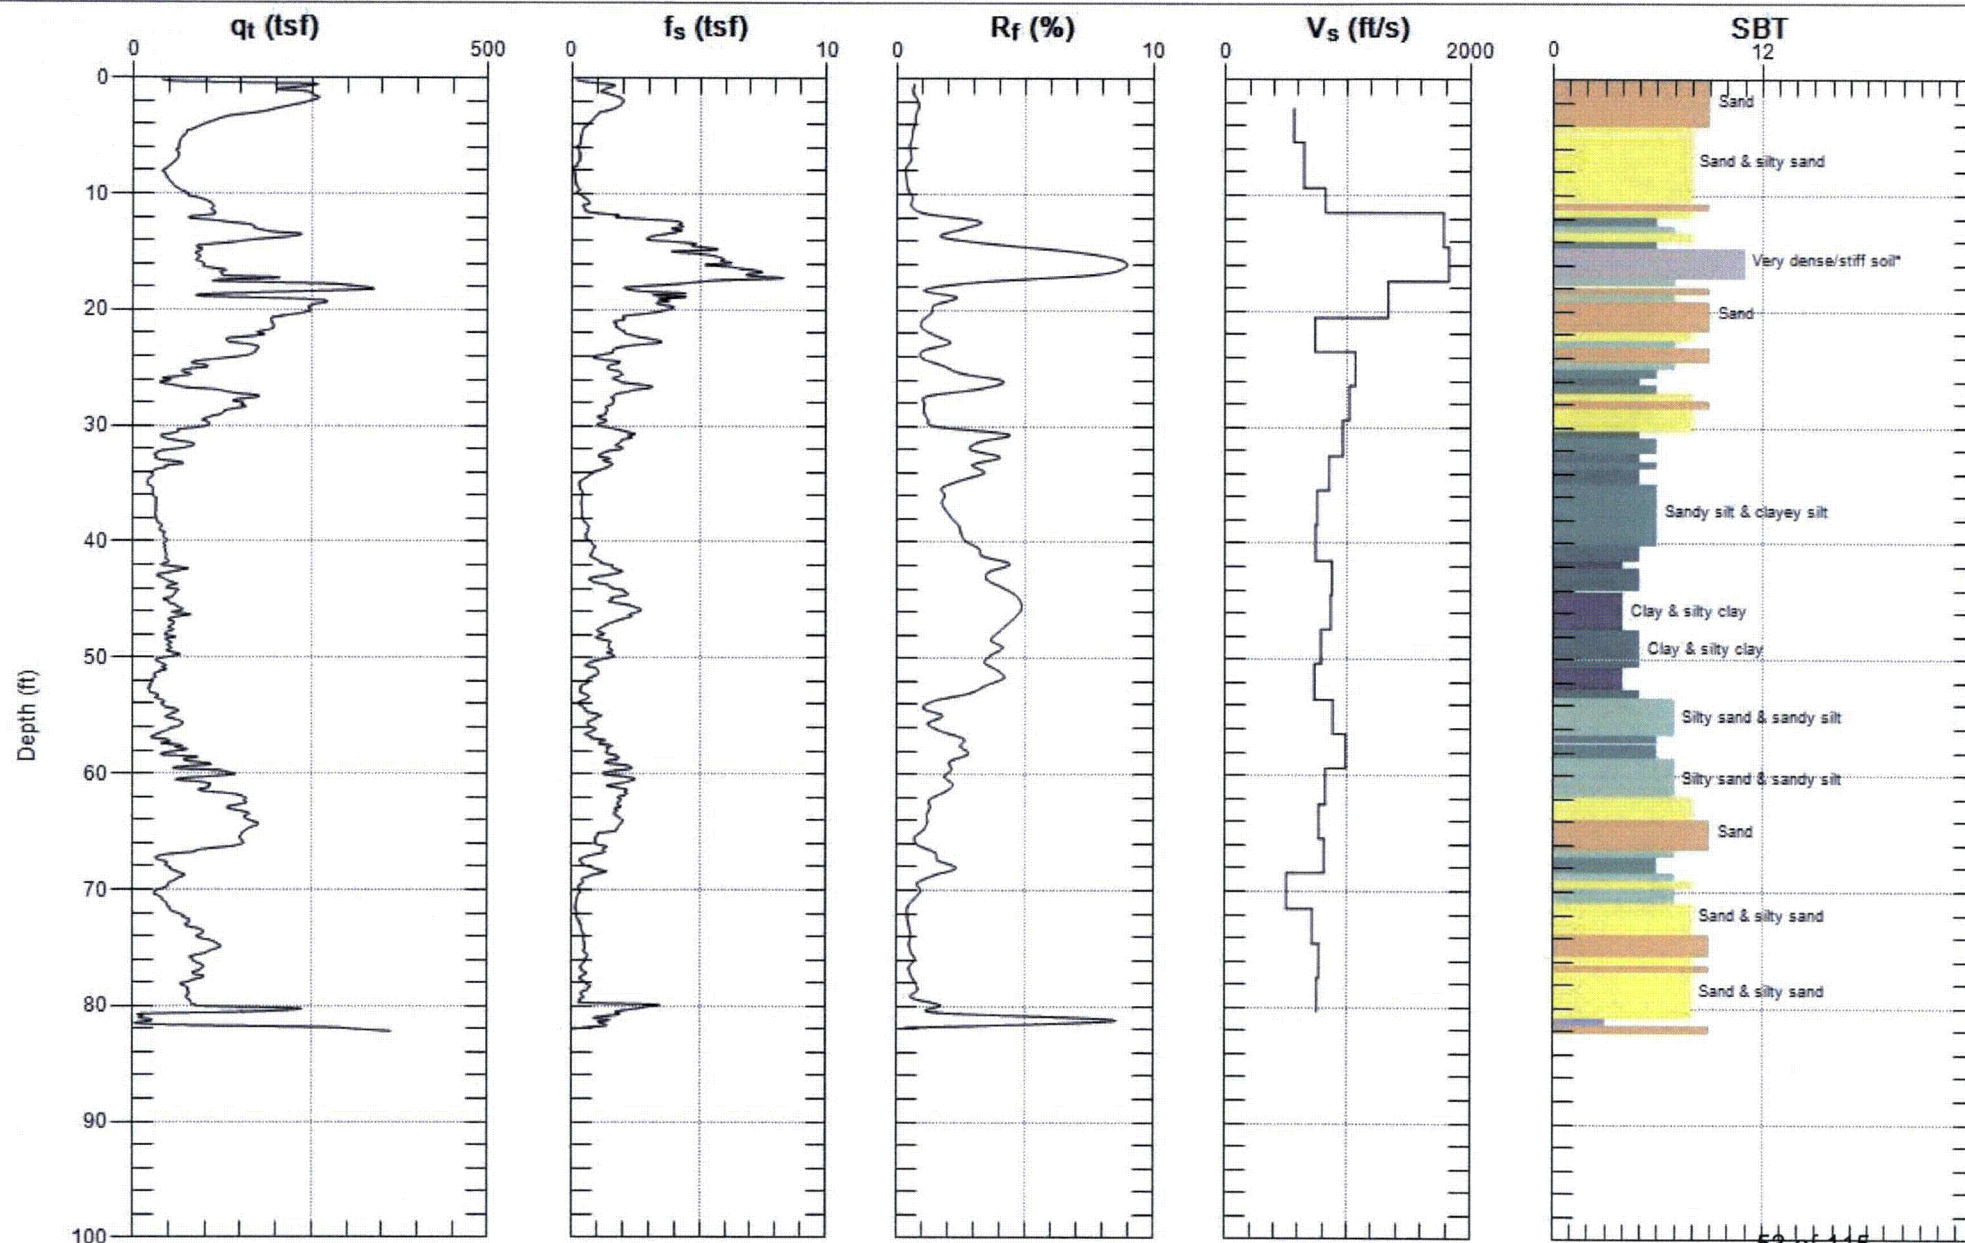 qt (tsf)
fs (tsf)
Rf (%)
Vs (ft/s)
SBT
0 500
0 10
0 10
0 2000
0 12
0
10
20
30
40
50
60
70
80
90
100
Depth (ft)
Sand
Sand & silty sand
Very dense/stiff soil*
Sand
Sandy silt & clayey silt
Clay & silty clay
Clay & silty clay
Silty sand & sandy silt
Silty sand & sandy silt
Sand
Sand & silty sand
Sand & silty sand